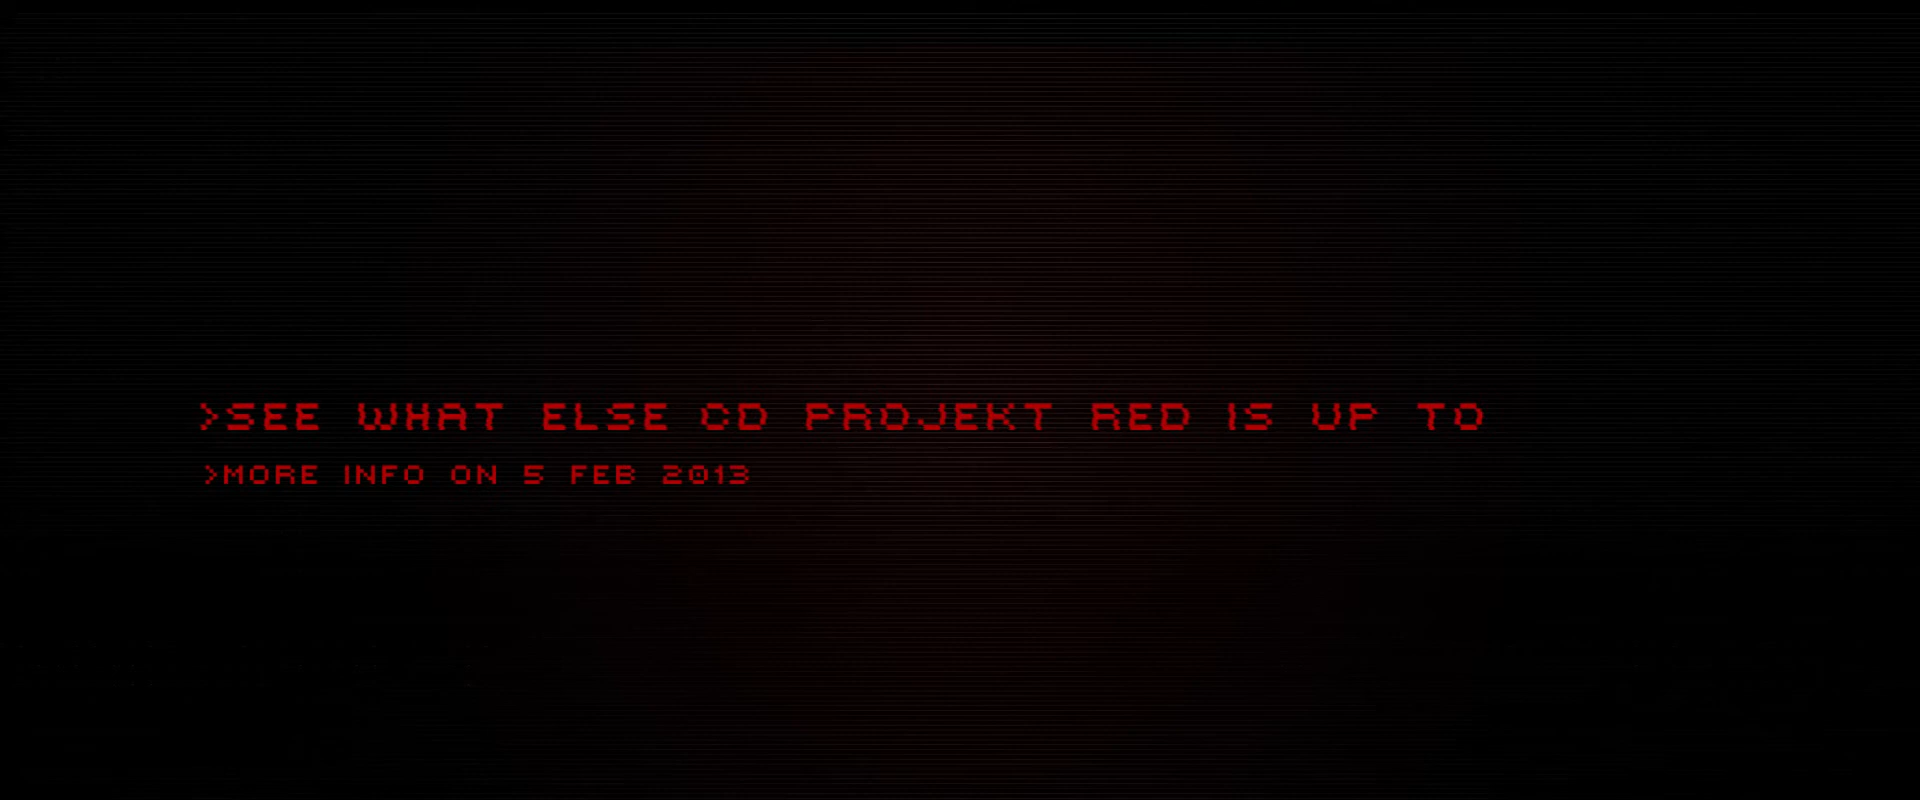 >SEE WHAT ELSE CD PROJEKT RED IS UP TO
>MORE INFO ON 5 FEB 2013